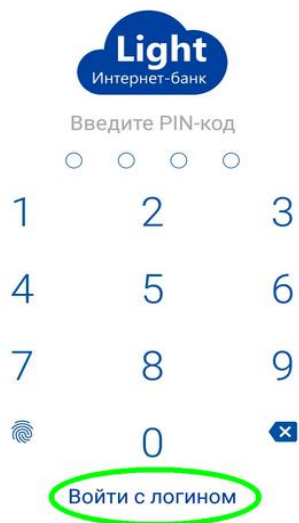 Light
Интернет-банк
Введите PIN-код
1 2 3
4 5 6
7 8 9
0
Войти с логином